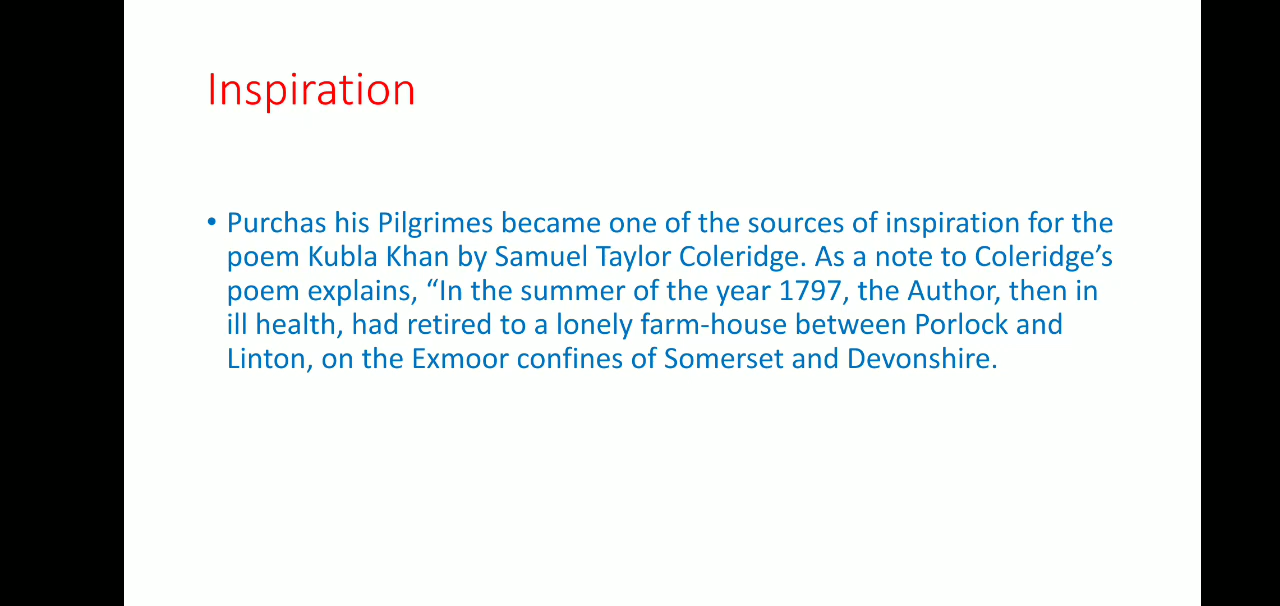 Inspiration
• Purchas his Pilgrimes became one of the sources of inspiration for the
poem Kubla Khan by Samuel Taylor Coleridge. As a note to Coleridge’s
poem explains, “In the summer of the year 1797, the Author, then in
ill health, had retired to a lonely farm-house between Porlock and
Linton, on the Exmoor confines of Somerset and Devonshire.